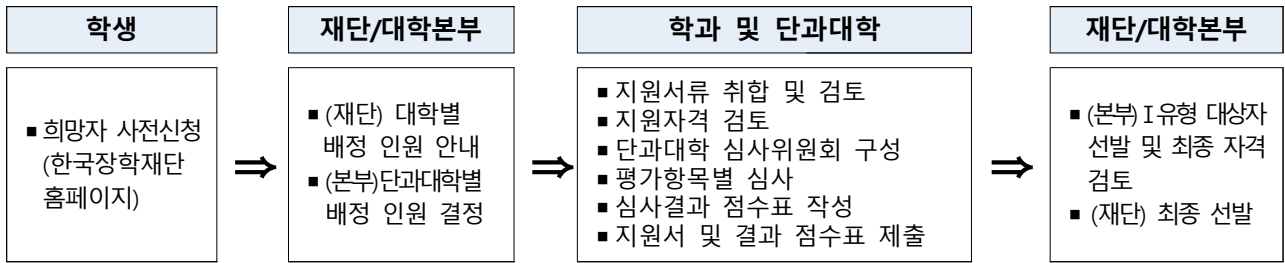 학생
■ 희망자 사전신청
(한국장학재단
홈페이지)
⇒
재단/대학본부
■ (재단) 대학별
배정 인원 안내
■ (본부)단과대학별
배정 인원 결정
⇒
학과 및 단과대학
■ 지원서류 취합 및 검토
■ 지원자격 검토
■ 단과대학 심사위원회 구성
■ 평가항목별 심사
■ 심사결과 점수표 작성
■ 지원서 및 결과 점수표 제출
⇒
재단/대학본부
■ (본부) I유형 대상자
선발 및 최종 자격
검토
■ (재단) 최종 선발